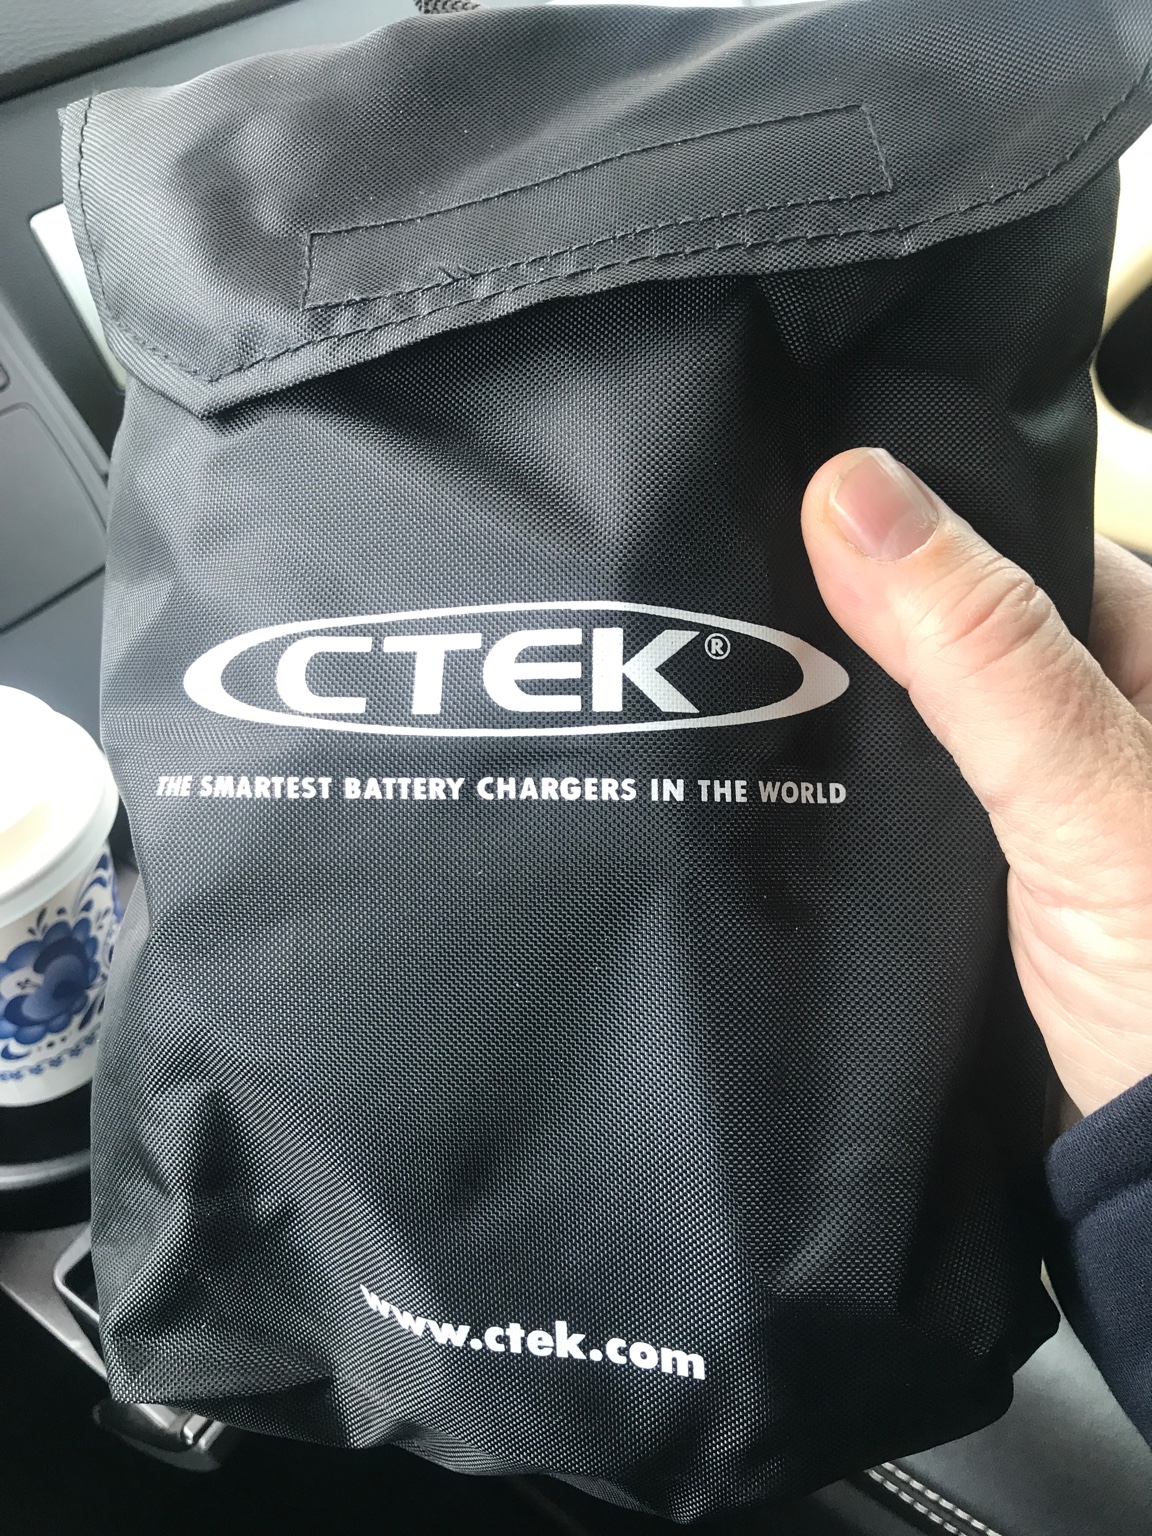 CTEK®
THE SMARTEST BATTERY CHARGERS IN THE WORLD
www.ctek.com